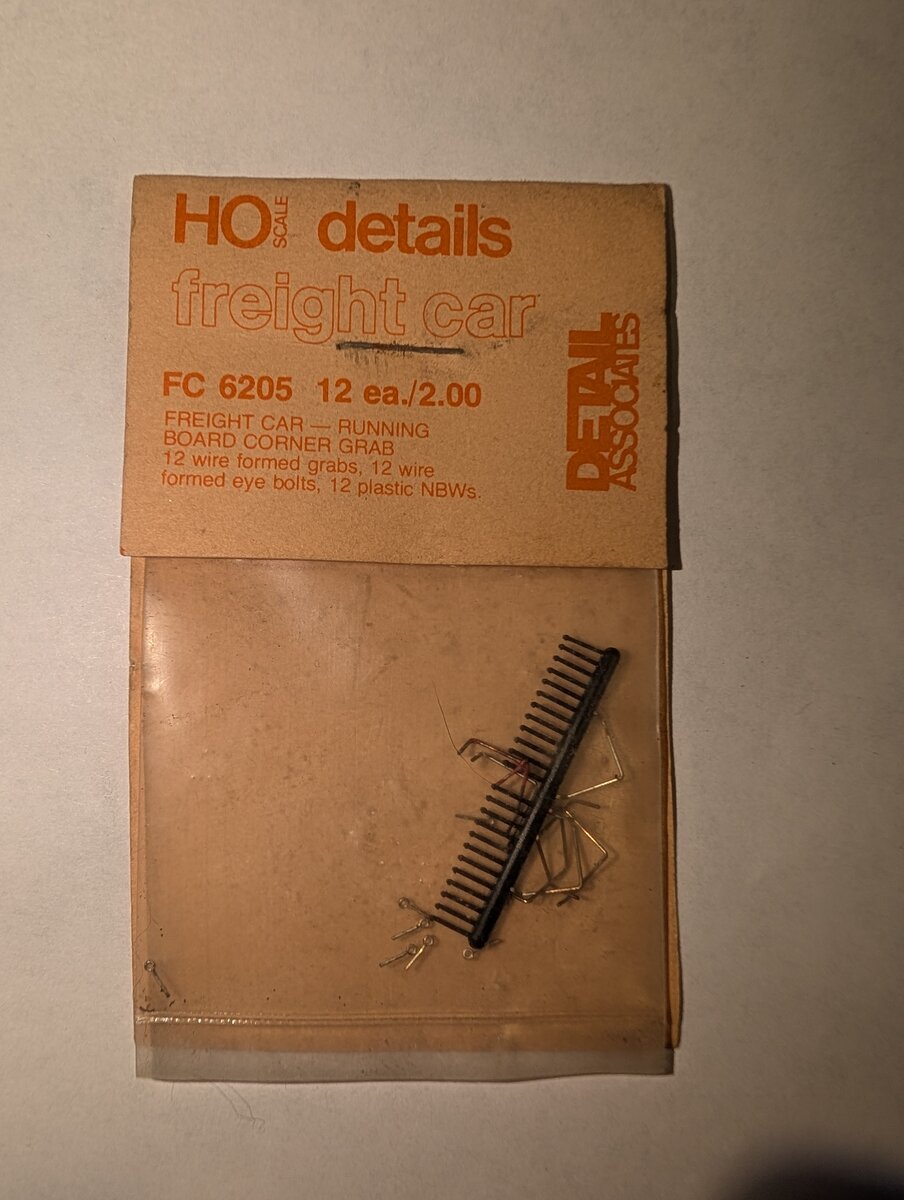 HO SCALE details
freight car
FC 6205 12 ea./2.00
FREIGHT CAR — RUNNING
BOARD CORNER GRAB
12 wire formed grabs, 12 wire
formed eye bolts, 12 plastic NBWs.
DETAIL
ASSOCIATES